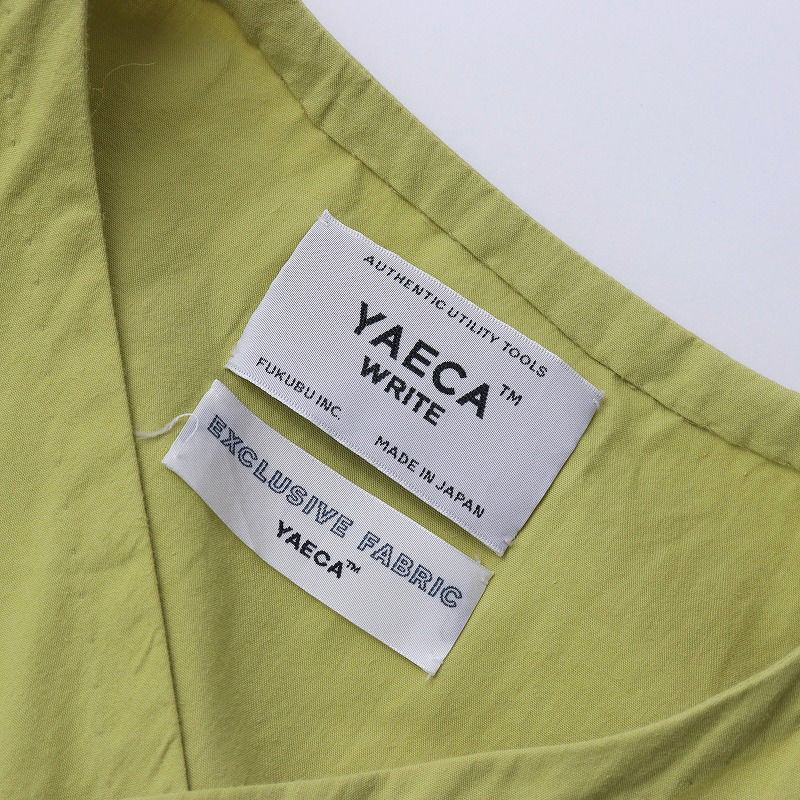 AUTHENTIC UTILITY TOOLS
YAECA™
WRITE
FUKUBU INC.
MADE IN JAPAN
EXCLUSIVE FABRIC
YAECA™